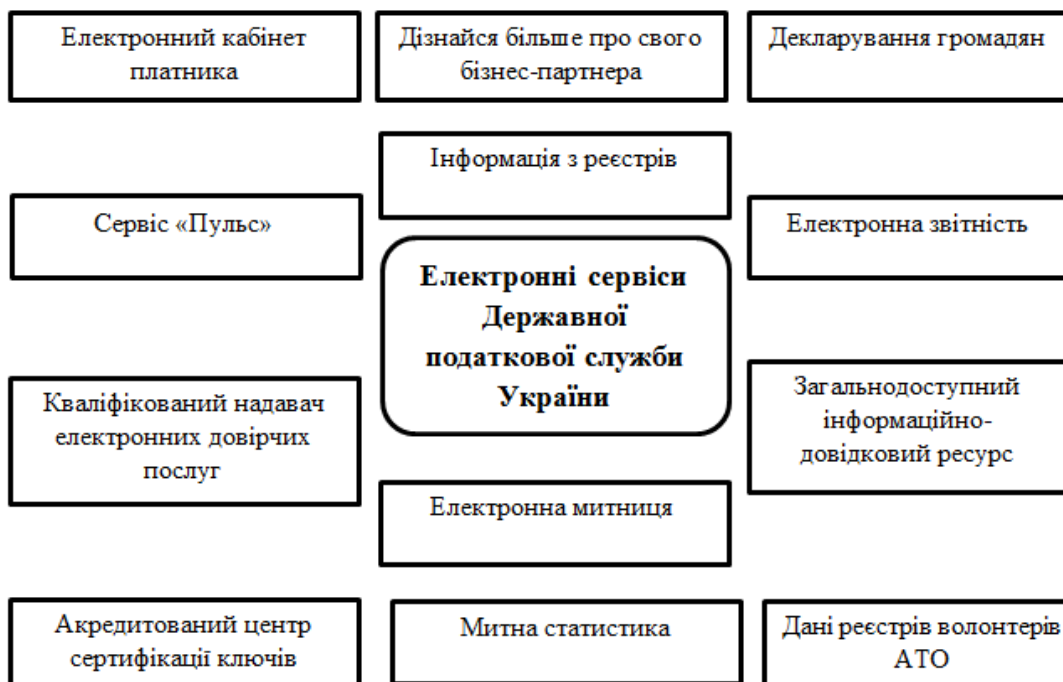 Електронний кабінет
платника
Дізнайся більше про свого
бізнес-партнера
Декларування громадян
Інформація з реєстрів
Сервіс «Пульс»
Електронна звітність
Електронні сервіси
Державної
податкової служби
України
Кваліфікований надавач
електронних довірчих
послуг
Загальнодоступний
інформаційно-
довідковий ресурс
Електронна митниця
Акредитований центр
сертифікації ключів
Митна статистика
Дані реєстрів волонтерів
АТО